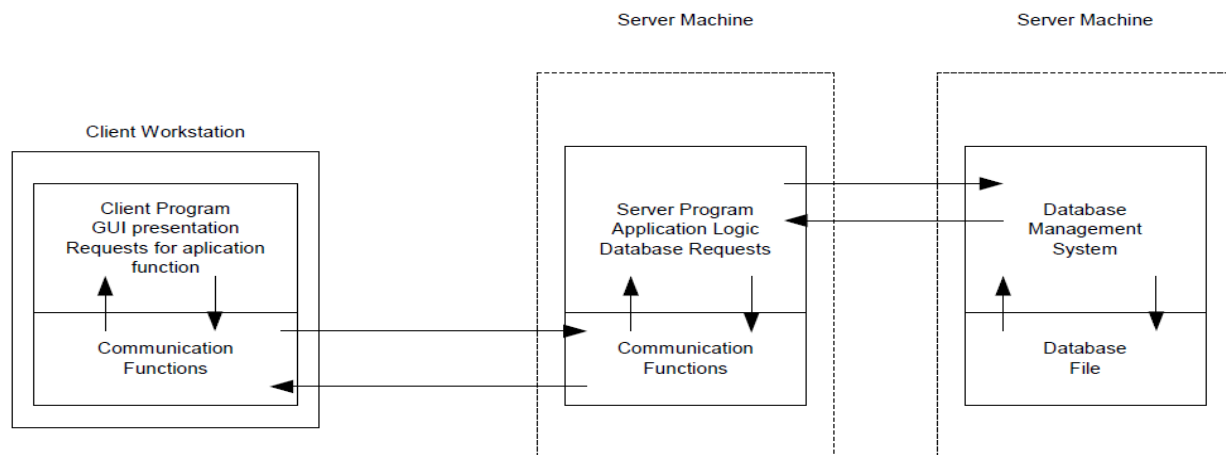 Server Machine
Server Machine
Client Workstation
Client Program
GUI presentation
Requests for aplication
function
Communication
Functions
Server Program
Application Logic
Database Requests
Communication
Functions
Database
Management
System
Database
File